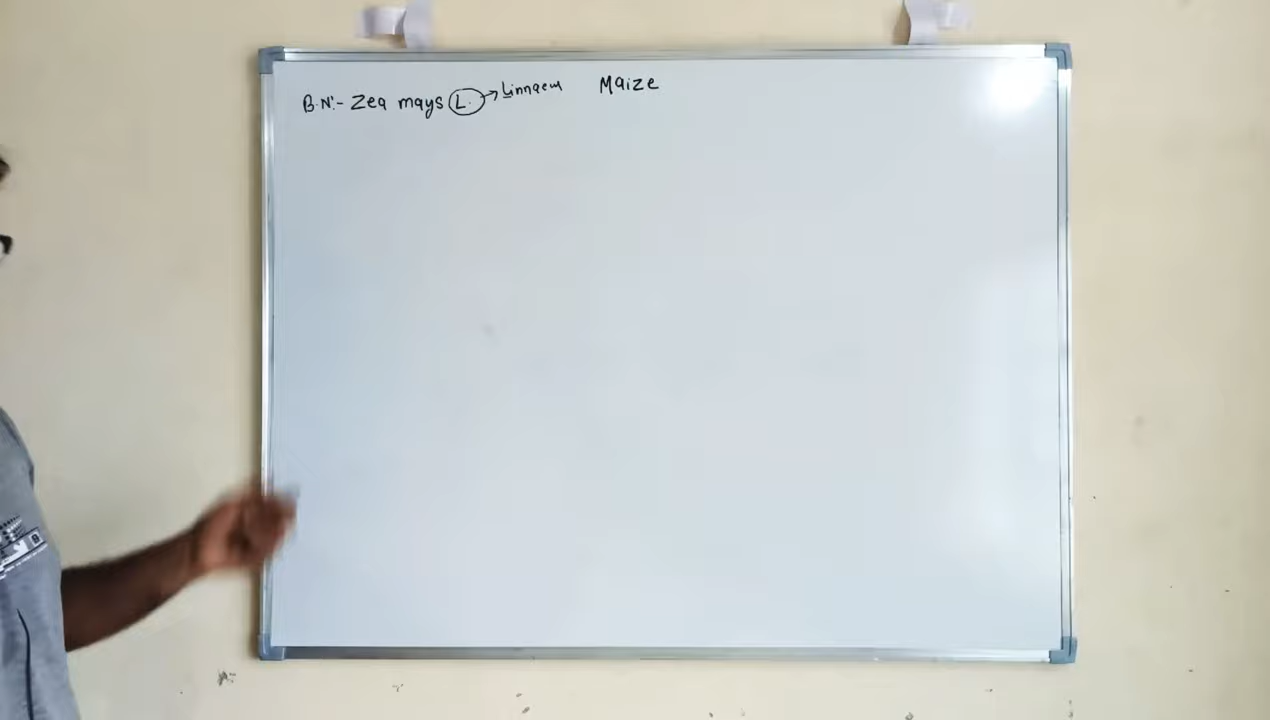 B.N:- Zea mays L. → Linnaeus Maize